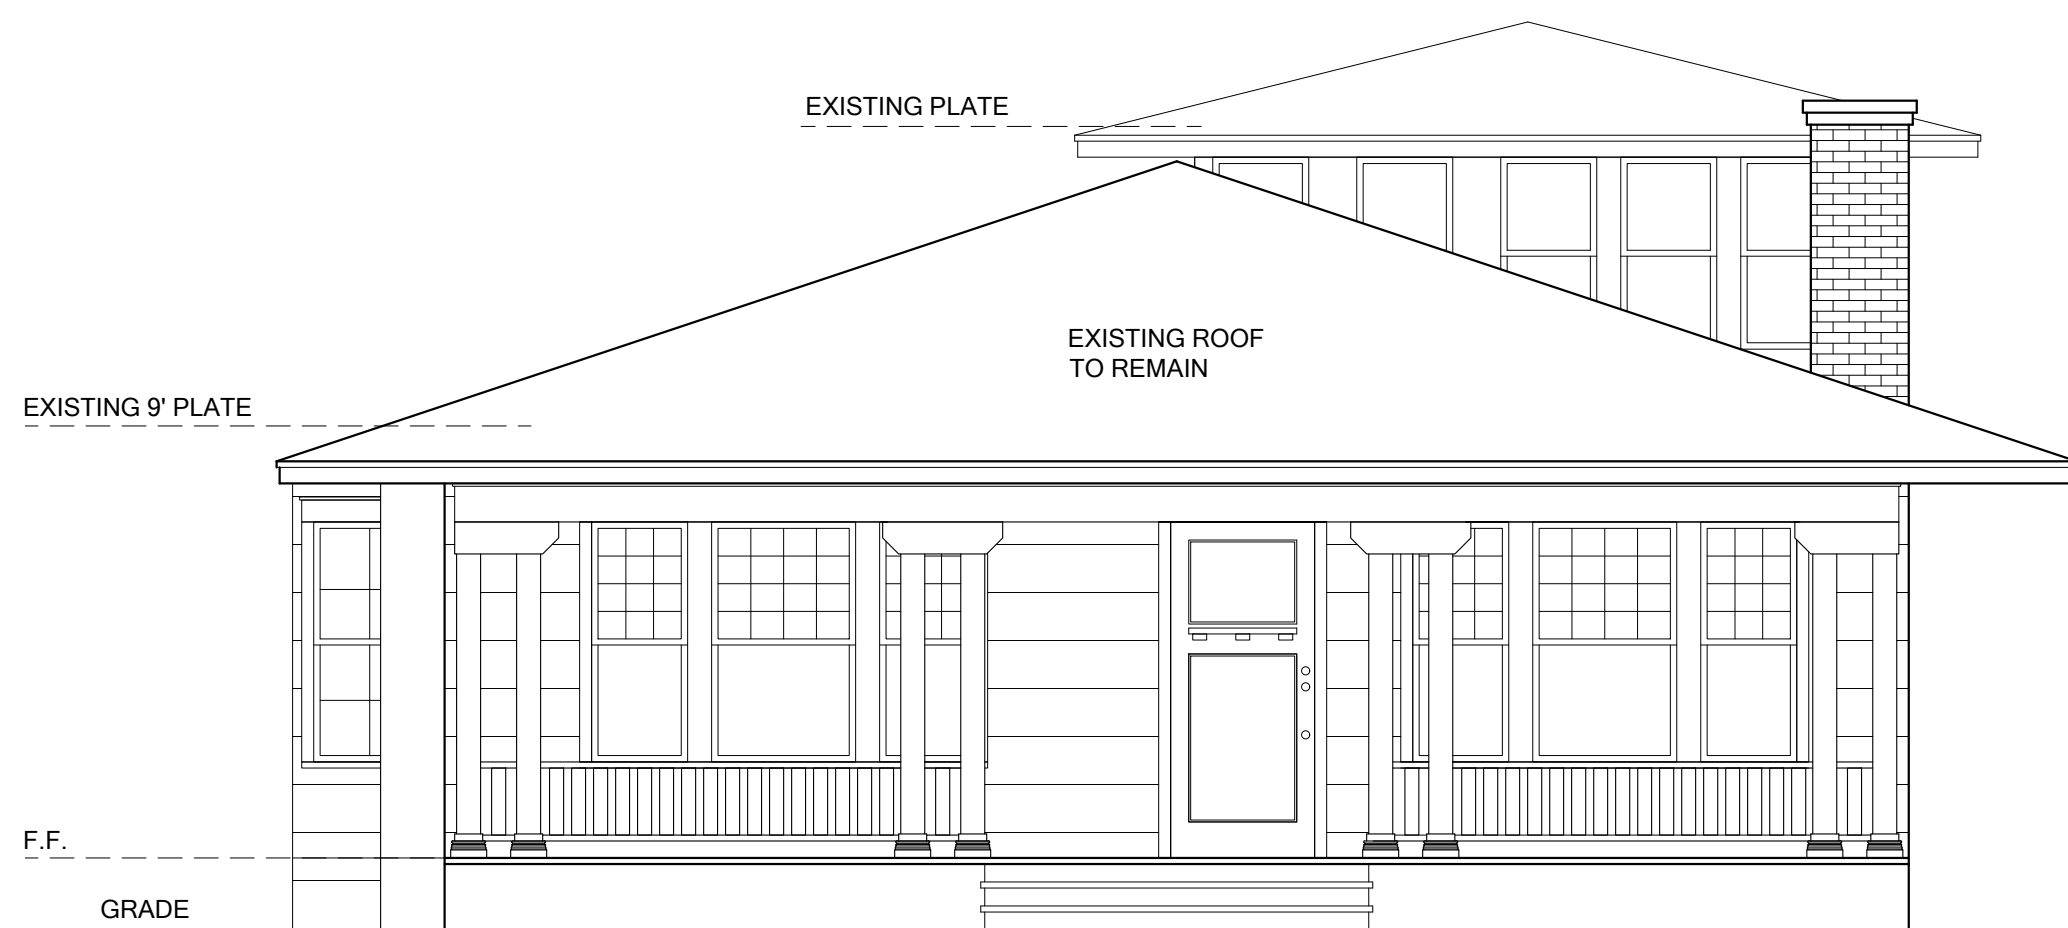 EXISTING PLATE
EXISTING ROOF
TO REMAIN
EXISTING 9' PLATE
F.F.
GRADE